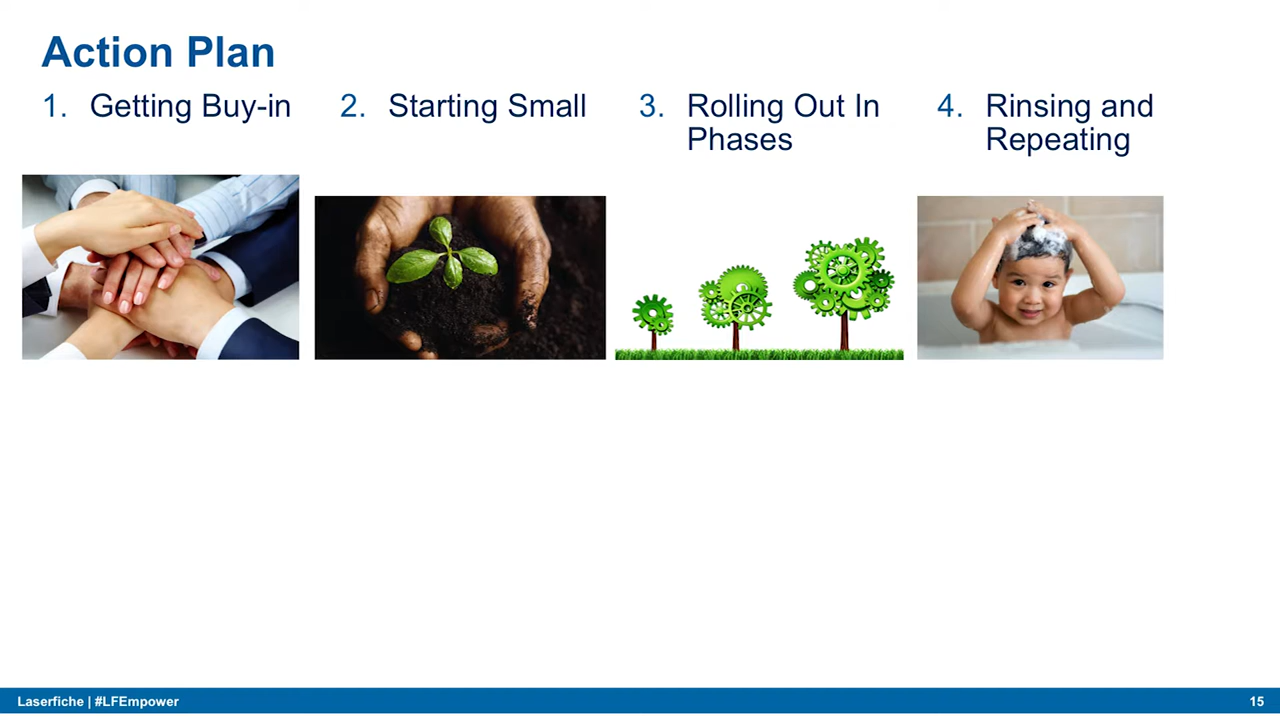 Action Plan
1. Getting Buy-in
2. Starting Small
3. Rolling Out In
Phases
4. Rinsing and
Repeating
Laserfiche | #LFEmpower
15